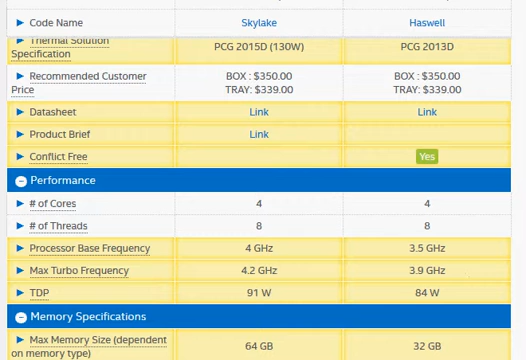 Code Name Skylake Haswell
Thermal Solution
Specification PCG 2015D (130W) PCG 2013D
Recommended Customer
Price BOX : $350.00 BOX : $350.00
TRAY: $339.00 TRAY: $339.00
Datasheet Link Link
Product Brief Link
Conflict Free Yes
Performance
# of Cores 4 4
# of Threads 8 8
Processor Base Frequency 4 GHz 3.5 GHz
Max Turbo Frequency 4.2 GHz 3.9 GHz
TDP 91 W 84 W
Memory Specifications
Max Memory Size (dependent
on memory type) 64 GB 32 GB